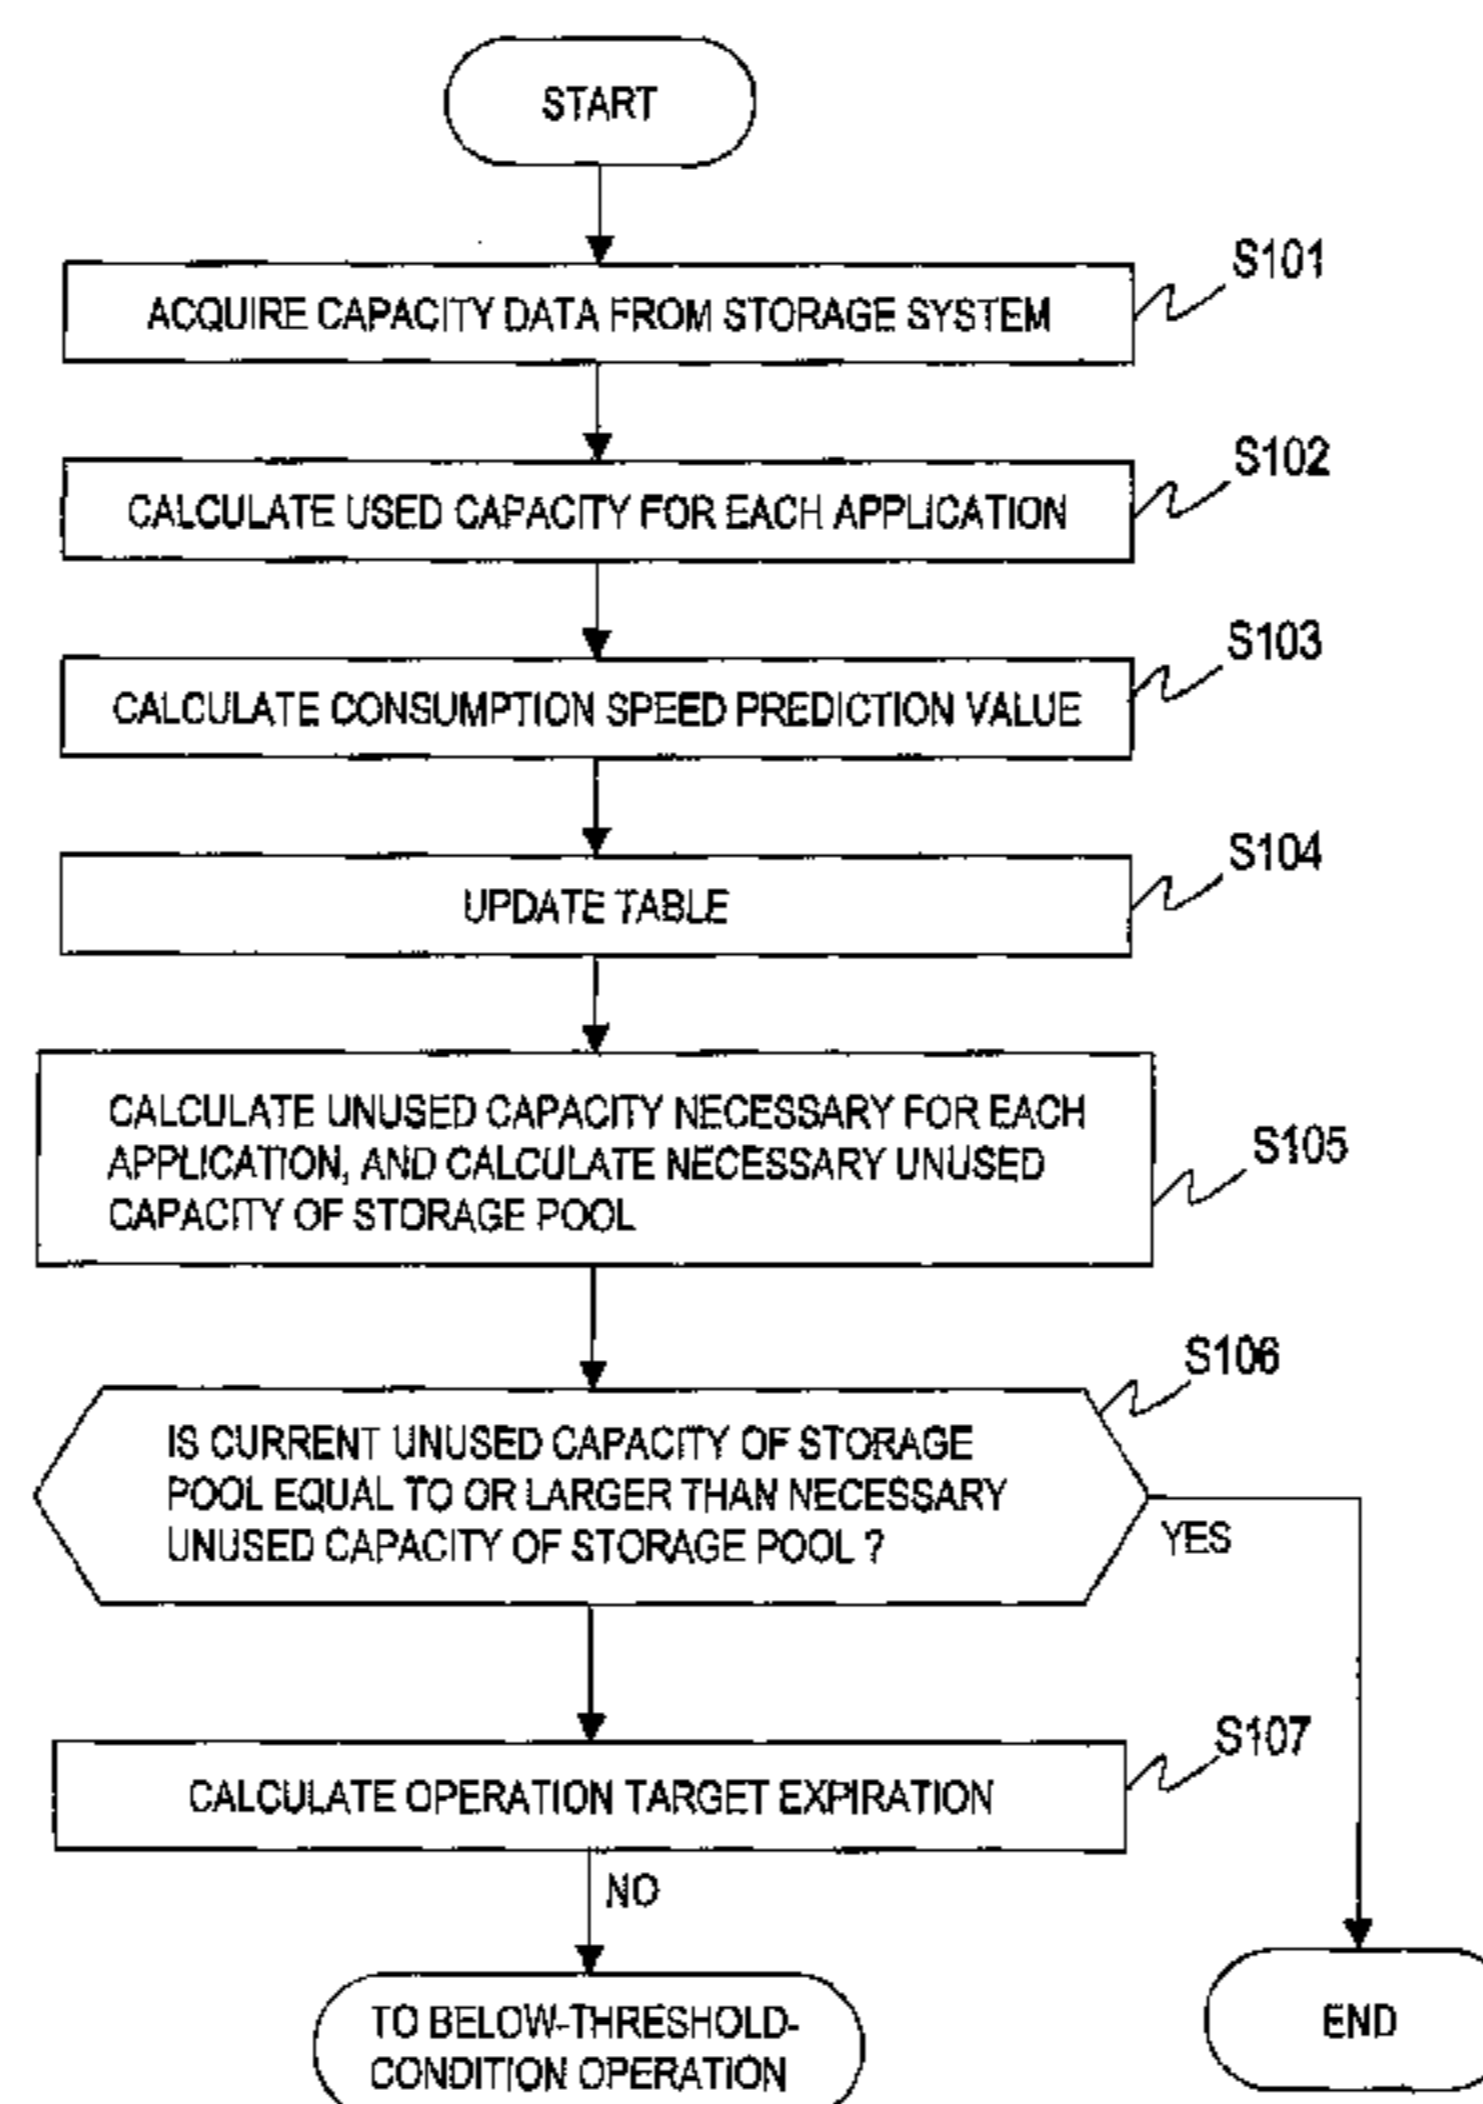 START
S101
ACQUIRE CAPACITY DATA FROM STORAGE SYSTEM
S102
CALCULATE USED CAPACITY FOR EACH APPLICATION
S103
CALCULATE CONSUMPTION SPEED PREDICTION VALUE
S104
UPDATE TABLE
CALCULATE UNUSED CAPACITY NECESSARY FOR EACH
APPLICATION, AND CALCULATE NECESSARY UNUSED
CAPACITY OF STORAGE POOL
S105
S106
IS CURRENT UNUSED CAPACITY OF STORAGE
POOL EQUAL TO OR LARGER THAN NECESSARY
UNUSED CAPACITY OF STORAGE POOL ?
YES
S107
CALCULATE OPERATION TARGET EXPIRATION
NO
TO BELOW-THRESHOLD-
CONDITION OPERATION
END